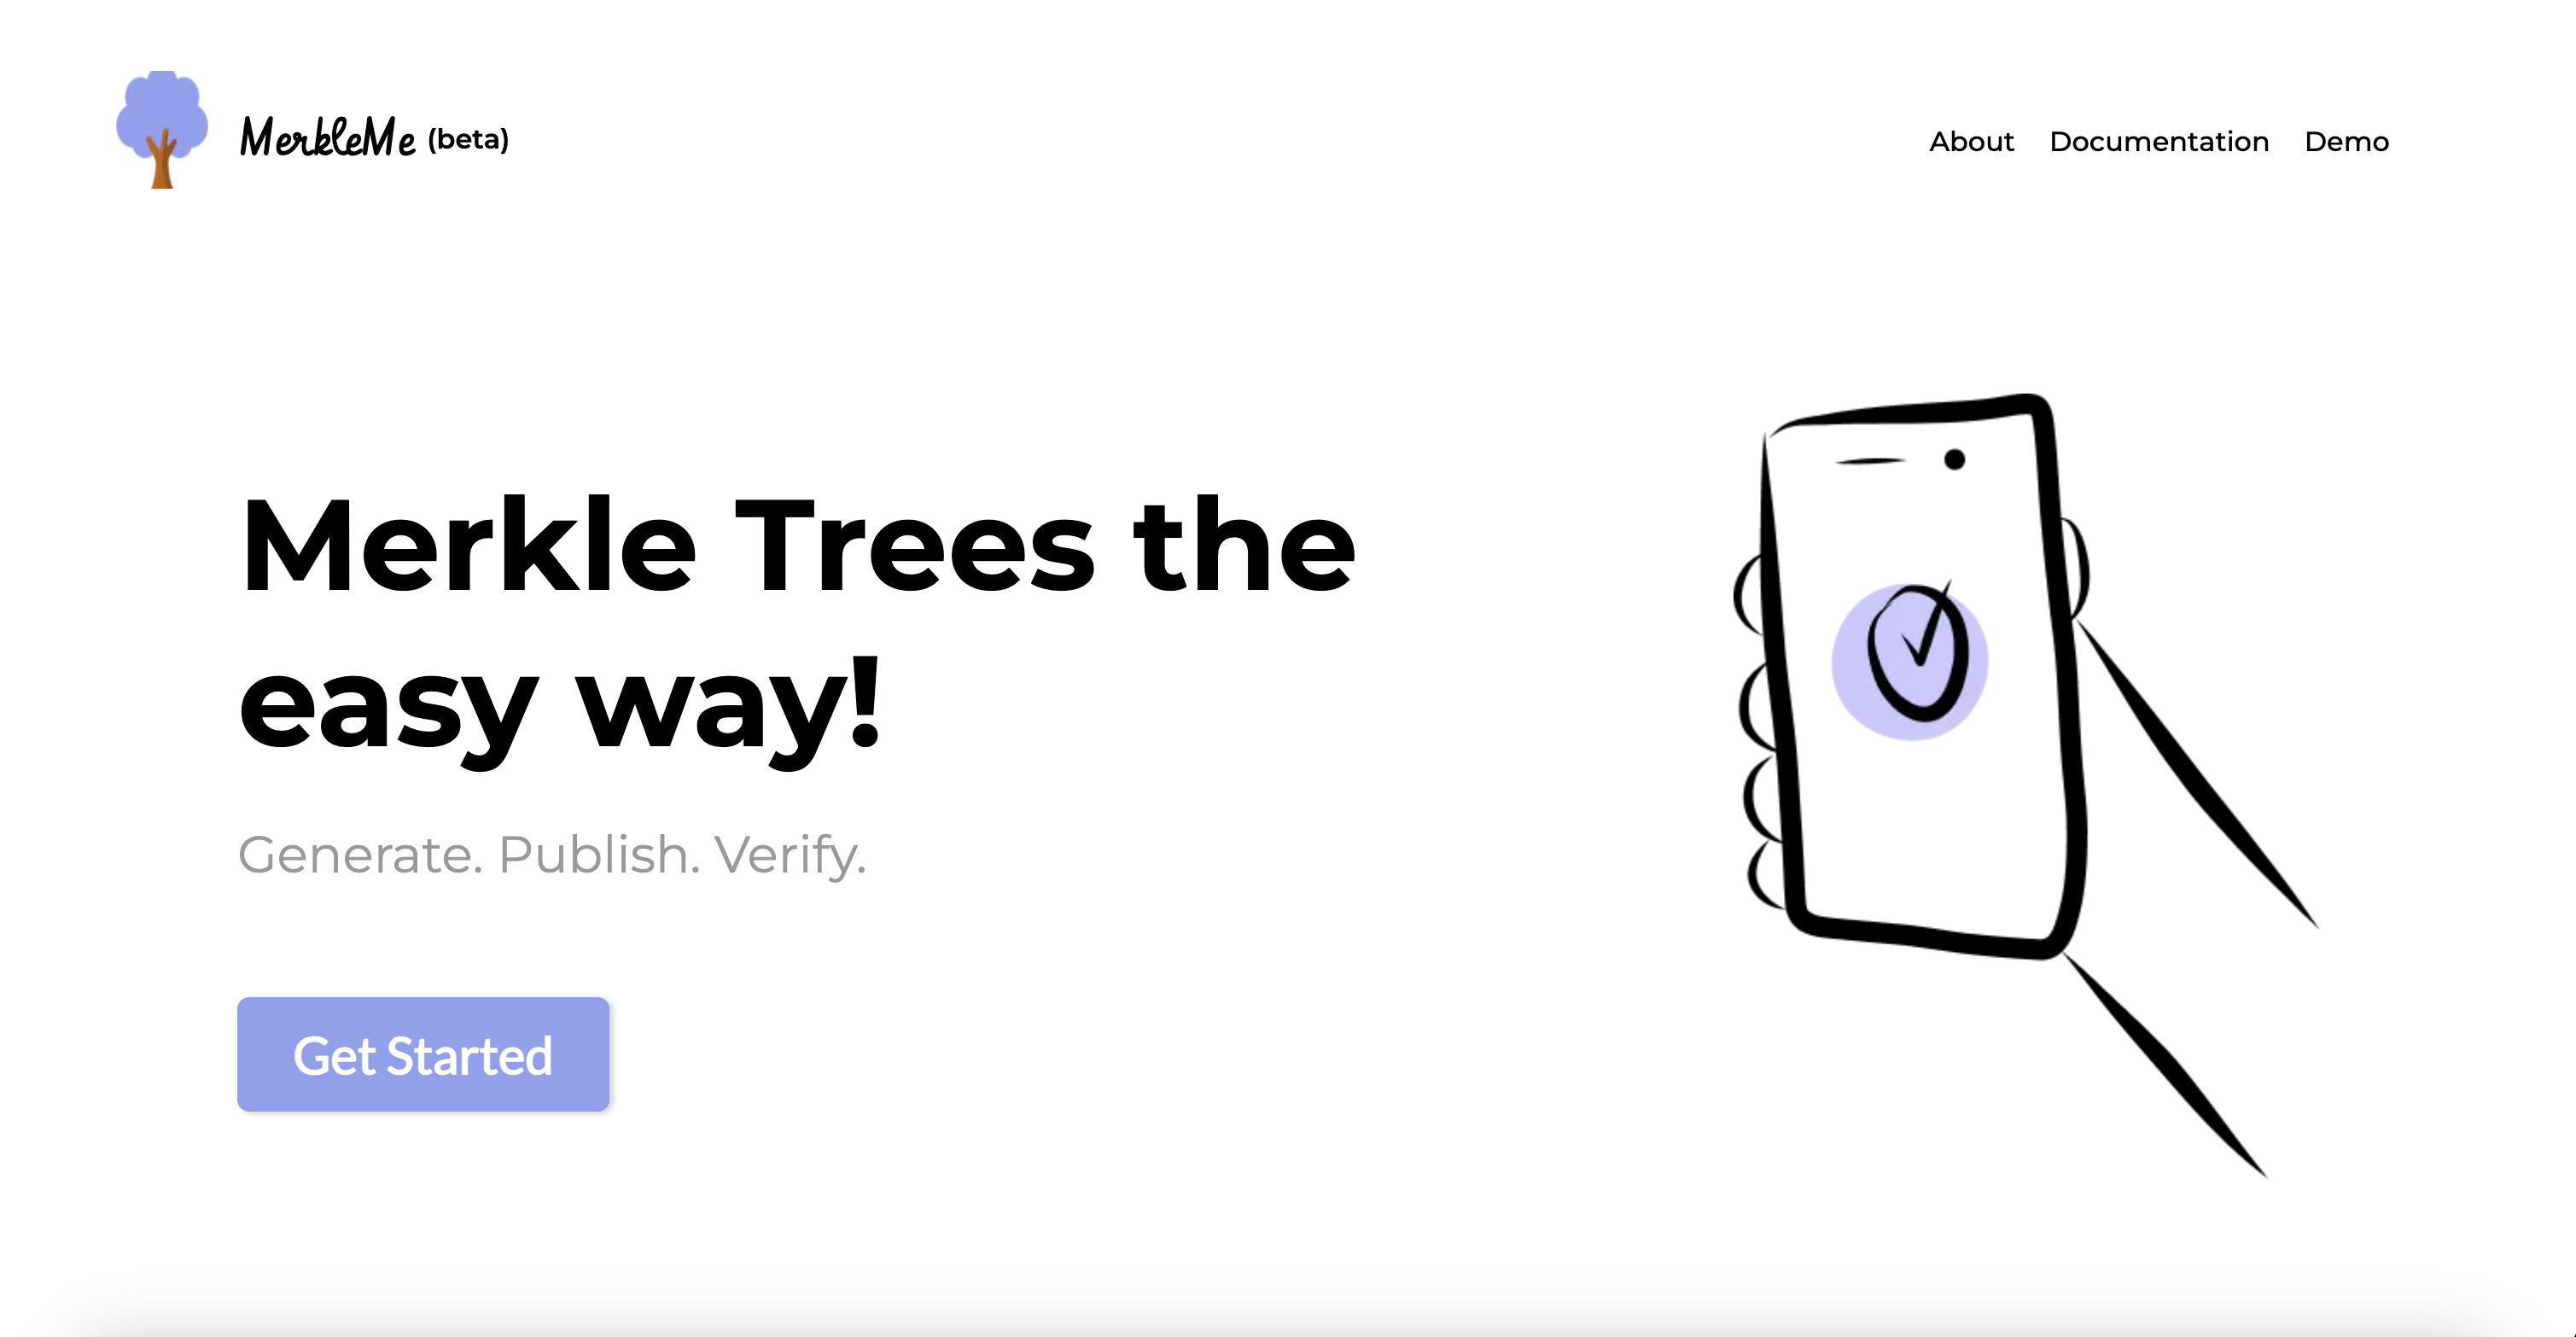 MerkleMe (beta)
About Documentation Demo
Merkle Trees the
easy way!
Generate. Publish. Verify.
Get Started